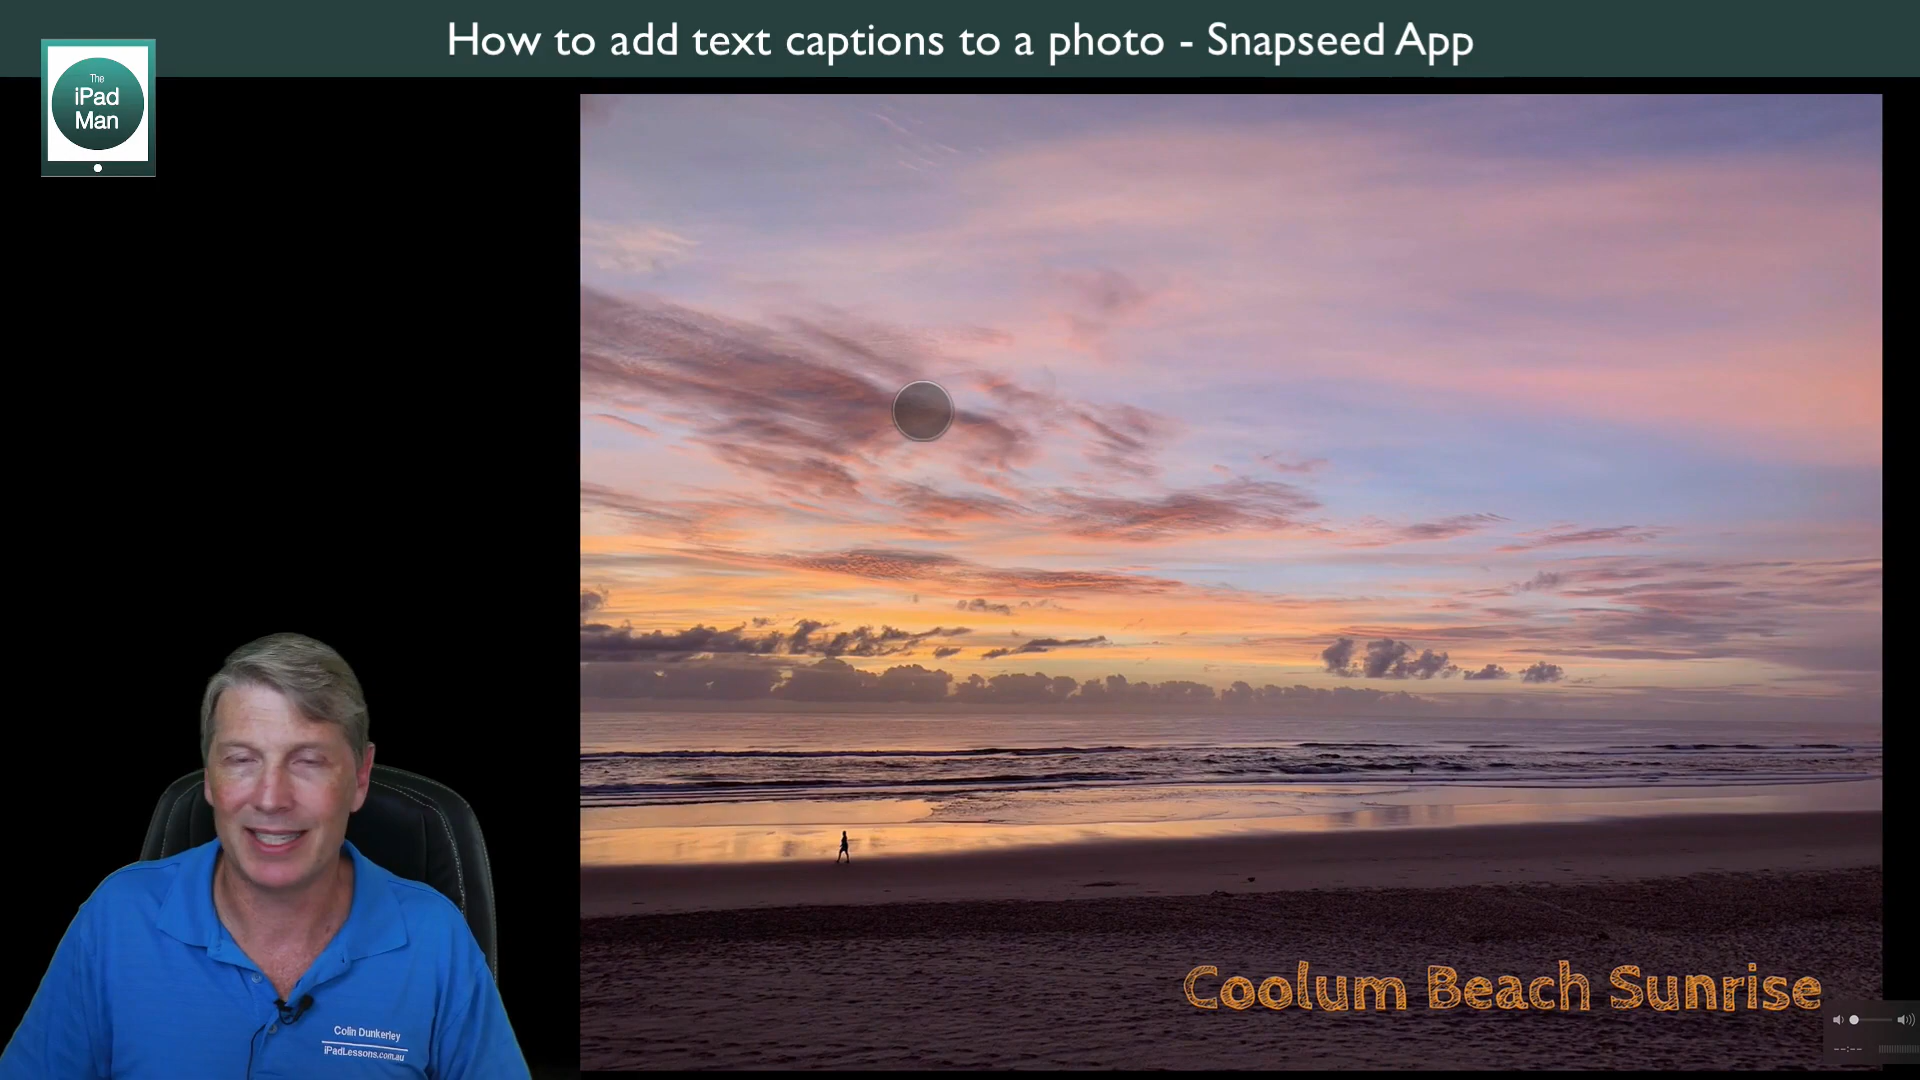 How to add text captions to a photo - Snapseed App
The
iPad
Man
Coolum Beach Sunrise
Colin Dunkerley
iPadLessons.com.au
--:--